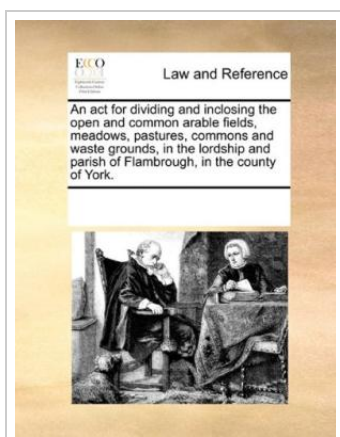 ECCO
Law and Reference
An act for dividing and inclosing the
open and common arable fields,
meadows, pastures, commons and
waste grounds, in the lordship and
parish of Flambrough, in the county
of York.